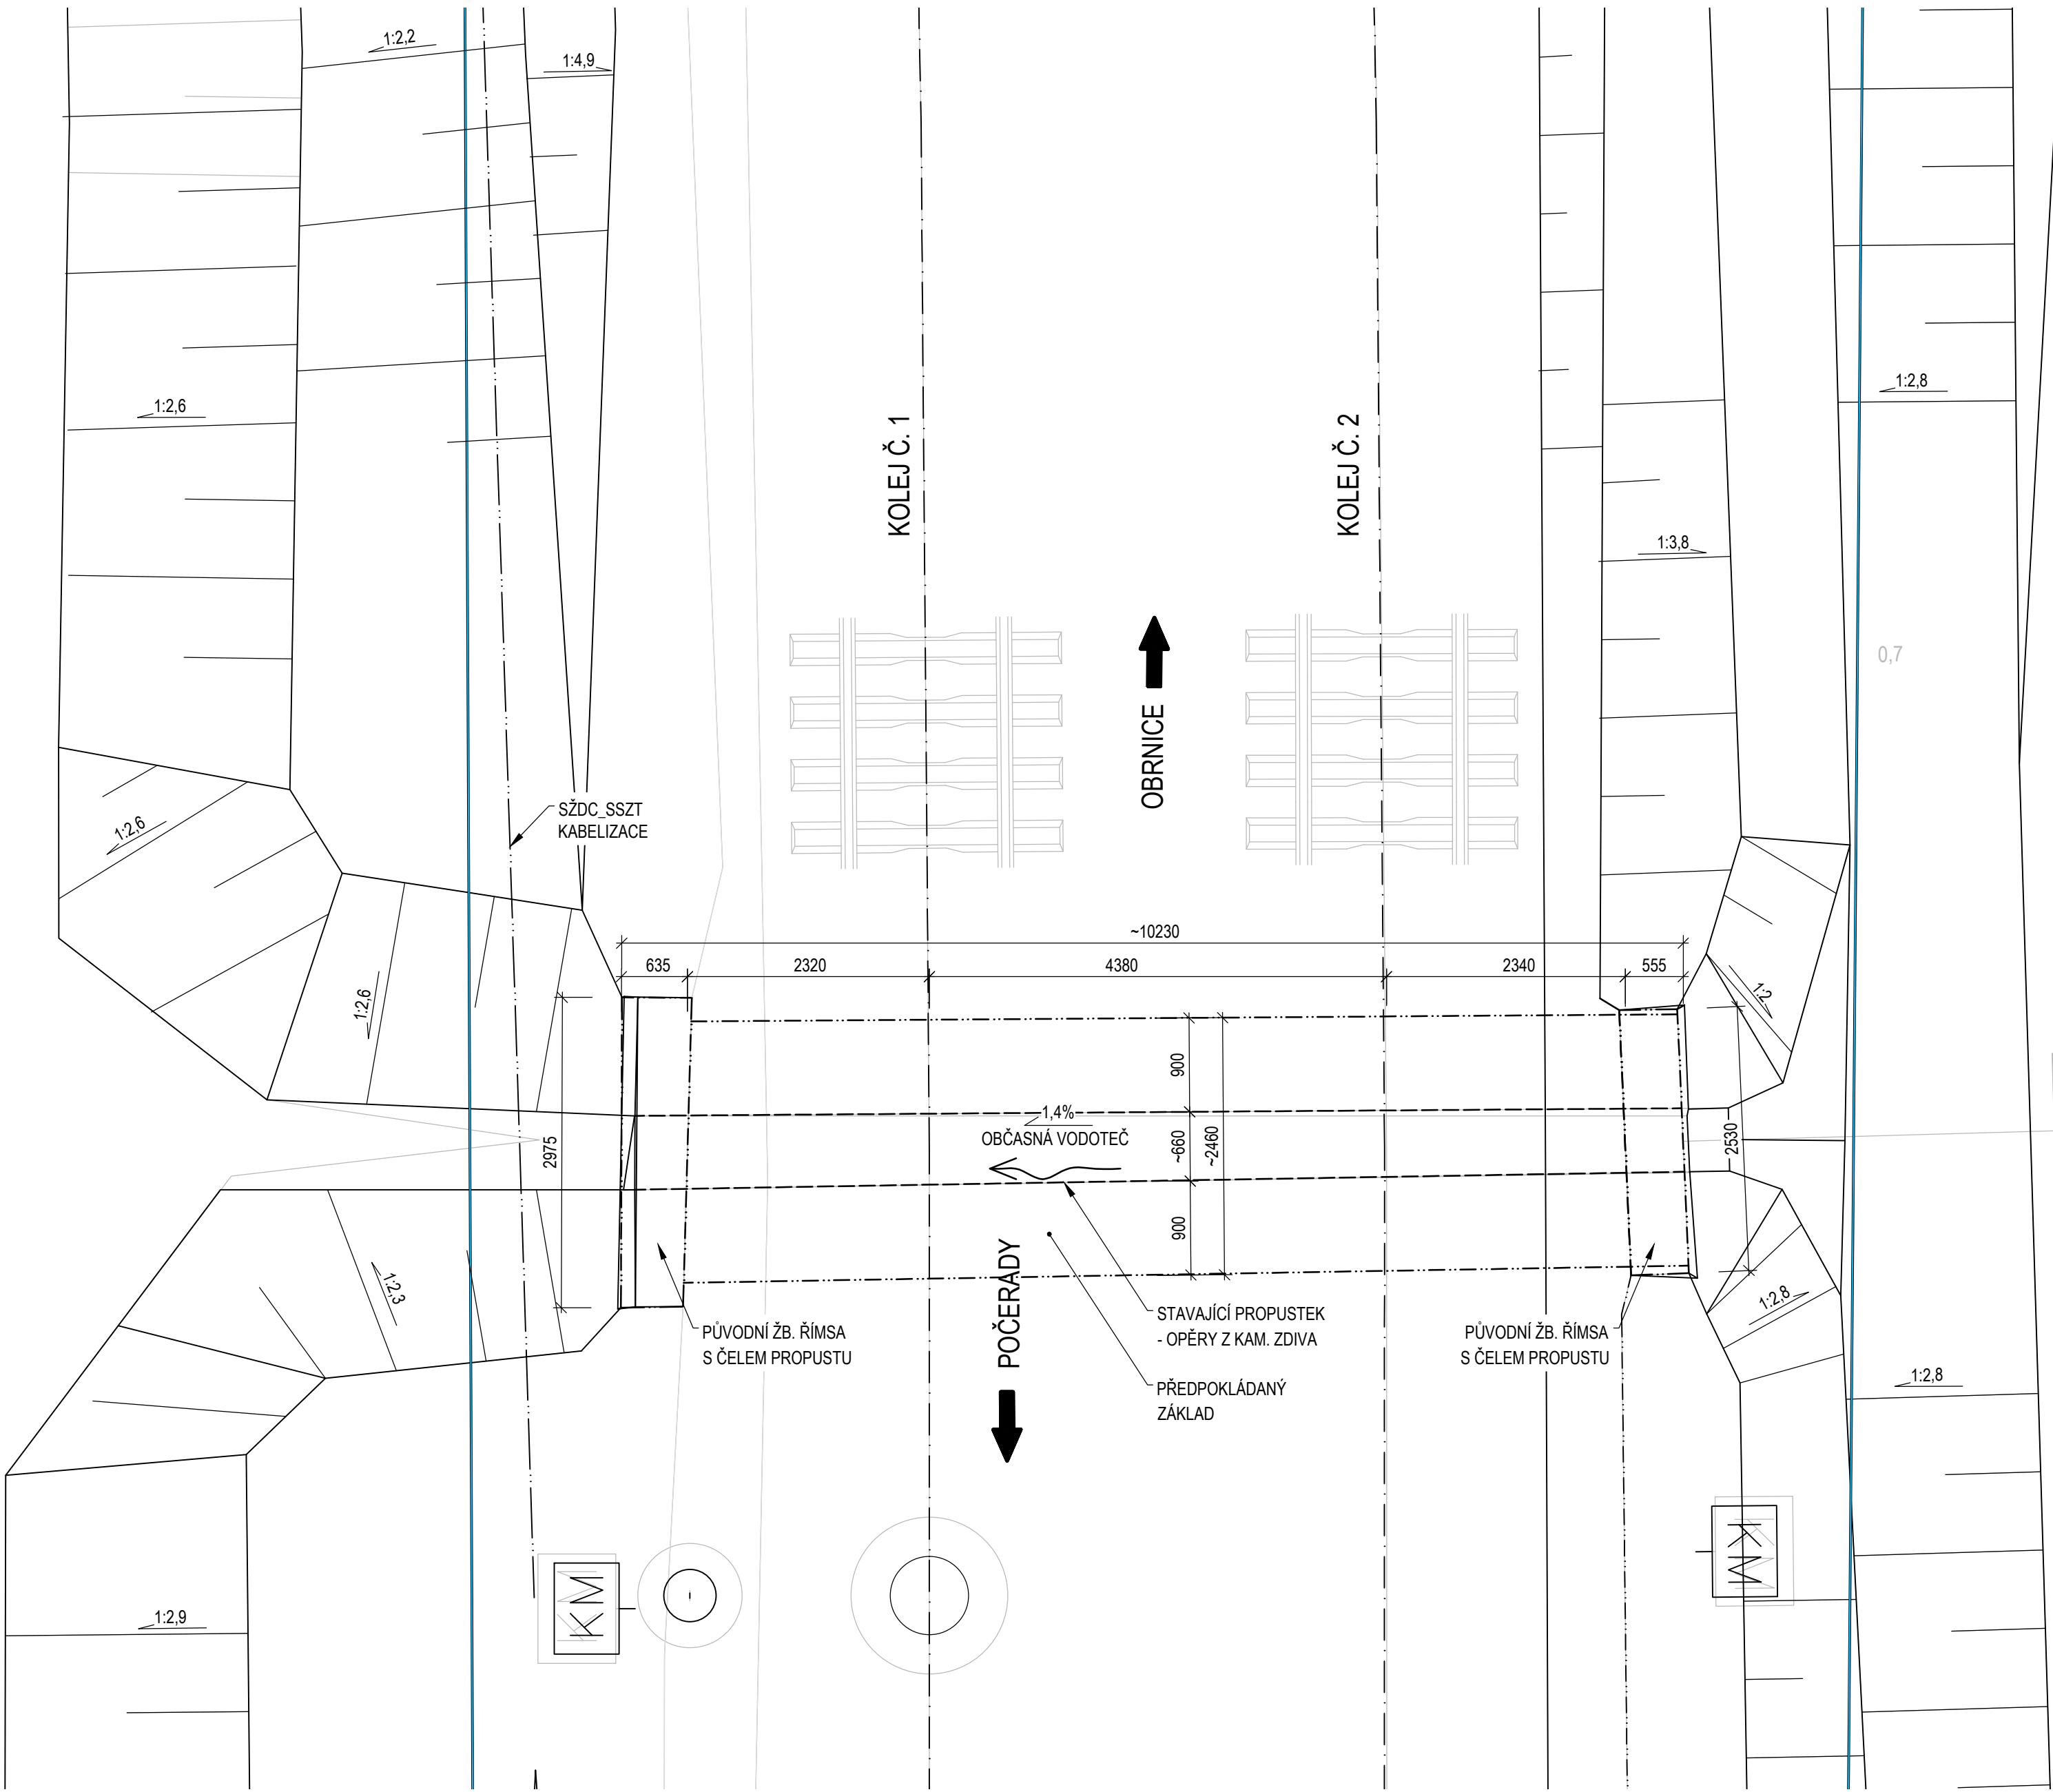 1:2,2
1:4,9
1:2,6
1:2,8
KOLEJ Č. 1
KOLEJ Č. 2
1:3,8
0,7
OBRNICE
SŽDC_SSZT
KABELIZACE
1:2,6
~10230
635
2320
4380
2340
555
1:2,6
1:2
900
1,4%
OBČASNÁ VODOTEČ
~660
~2460
2975
2530
900
1:2,3
POČERADY
STAVAJÍCÍ PROPUSTEK
- OPĚRY Z KAM. ZDIVA
PŮVODNÍ ŽB. ŘÍMSA
S ČELEM PROPUSTU
PŮVODNÍ ŽB. ŘÍMSA
S ČELEM PROPUSTU
1:2,8
PŘEDPOKLÁDANÝ
ZÁKLAD
1:2,8
KM
KM
1:2,9